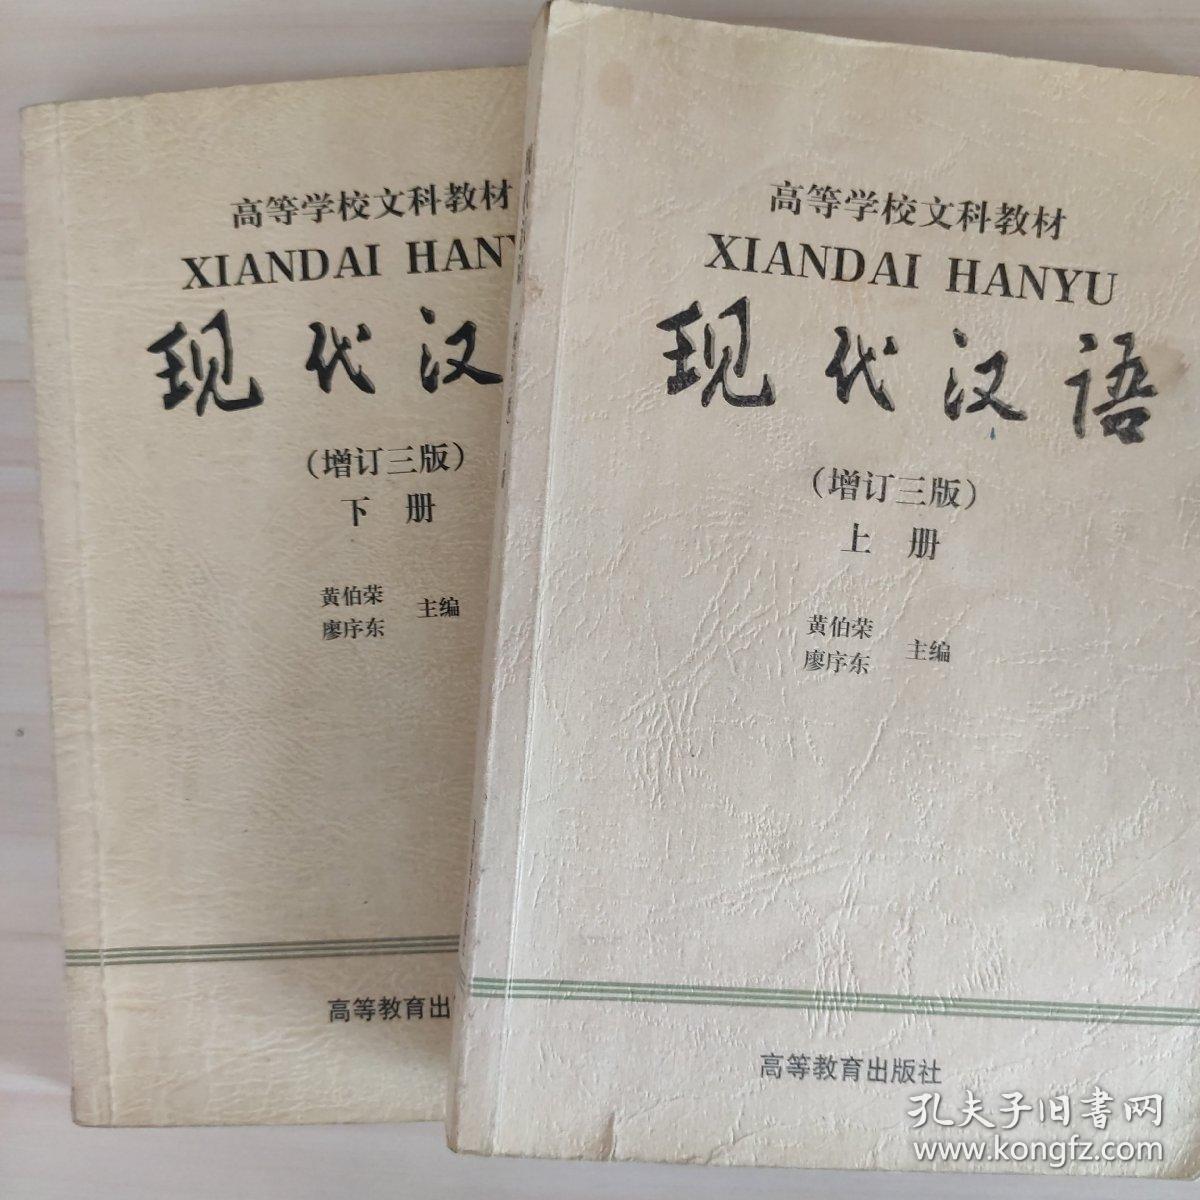 高等学校文科教材
XIANDAI HANY
现代汉
（增订三版）
下 册
黄伯荣
廖序东
主编
高等教育出
高等学校文科教材
XIANDAI HANYU
现代汉语
（增订三版）
上 册
黄伯荣
廖序东
主编
高等教育出版社
孔夫子旧书网
www.kongfz.com